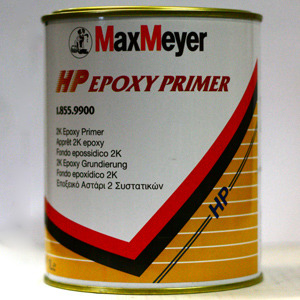 MaxMeyer
HP EPOXY PRIMER
1.855.9900
2K Epoxy Primer
Apprêt 2K epoxy
Fondo epossidico 2K
2K Epoxy Grundierung
Fondo epoxídico 2K
Εποξεικό Αστάρι 2 Συστατικών
HP